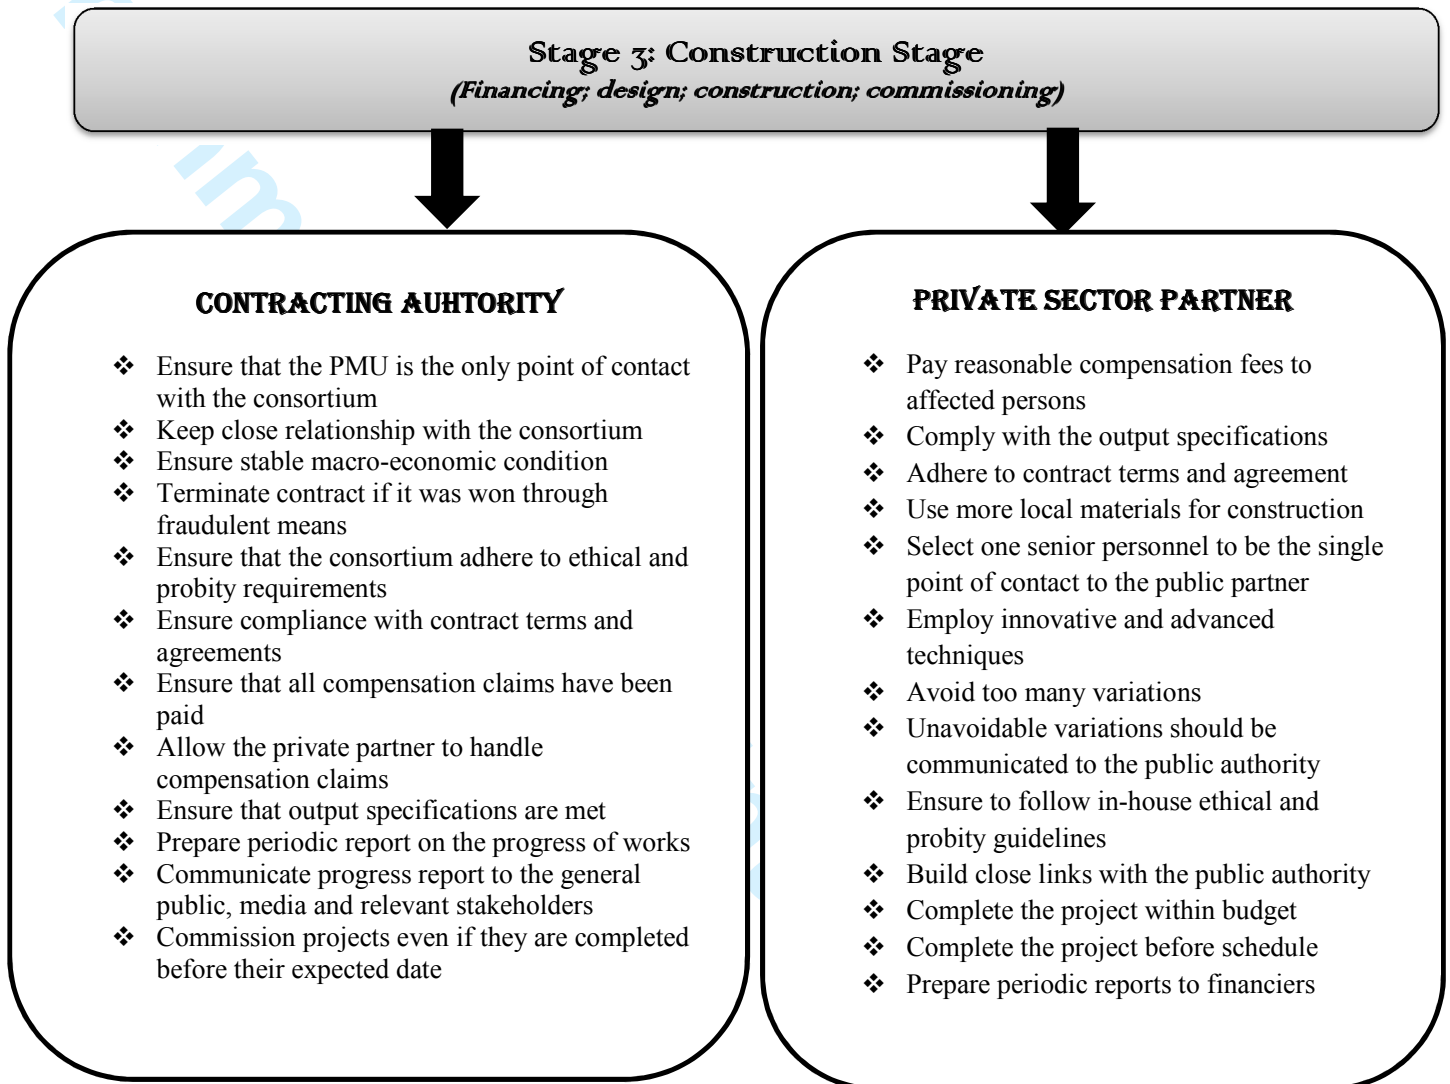 Stage 3: Construction Stage
(Financing; design; construction; commissioning)
CONTRACTING AUHTORITY
❖ Ensure that the PMU is the only point of contact
with the consortium
❖ Keep close relationship with the consortium
❖ Ensure stable macro-economic condition
❖ Terminate contract if it was won through
fraudulent means
❖ Ensure that the consortium adhere to ethical and
probity requirements
❖ Ensure compliance with contract terms and
agreements
❖ Ensure that all compensation claims have been
paid
❖ Allow the private partner to handle
compensation claims
❖ Ensure that output specifications are met
❖ Prepare periodic report on the progress of works
❖ Communicate progress report to the general
public, media and relevant stakeholders
❖ Commission projects even if they are completed
before their expected date
PRIVATE SECTOR PARTNER
❖ Pay reasonable compensation fees to
affected persons
❖ Comply with the output specifications
❖ Adhere to contract terms and agreement
❖ Use more local materials for construction
❖ Select one senior personnel to be the single
point of contact to the public partner
❖ Employ innovative and advanced
techniques
❖ Avoid too many variations
❖ Unavoidable variations should be
communicated to the public authority
❖ Ensure to follow in-house ethical and
probity guidelines
❖ Build close links with the public authority
❖ Complete the project within budget
❖ Complete the project before schedule
❖ Prepare periodic reports to financiers